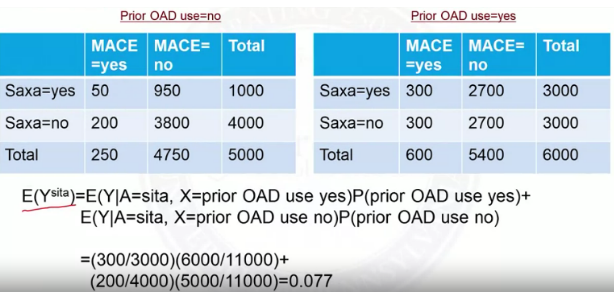 Prior OAD use=no
MACE =yes MACE= no Total
Saxa=yes 50 950 1000
Saxa=no 200 3800 4000
Total 250 4750 5000
Prior OAD use=yes
MACE =yes MACE= no Total
Saxa=yes 300 2700 3000
Saxa=no 300 2700 3000
Total 600 5400 6000
E(Y^sita)=E(Y|A=sita, X=prior OAD use yes)P(prior OAD use yes)+
E(Y|A=sita, X=prior OAD use no)P(prior OAD use no)
=(300/3000)(6000/11000)+
(200/4000)(5000/11000)=0.077